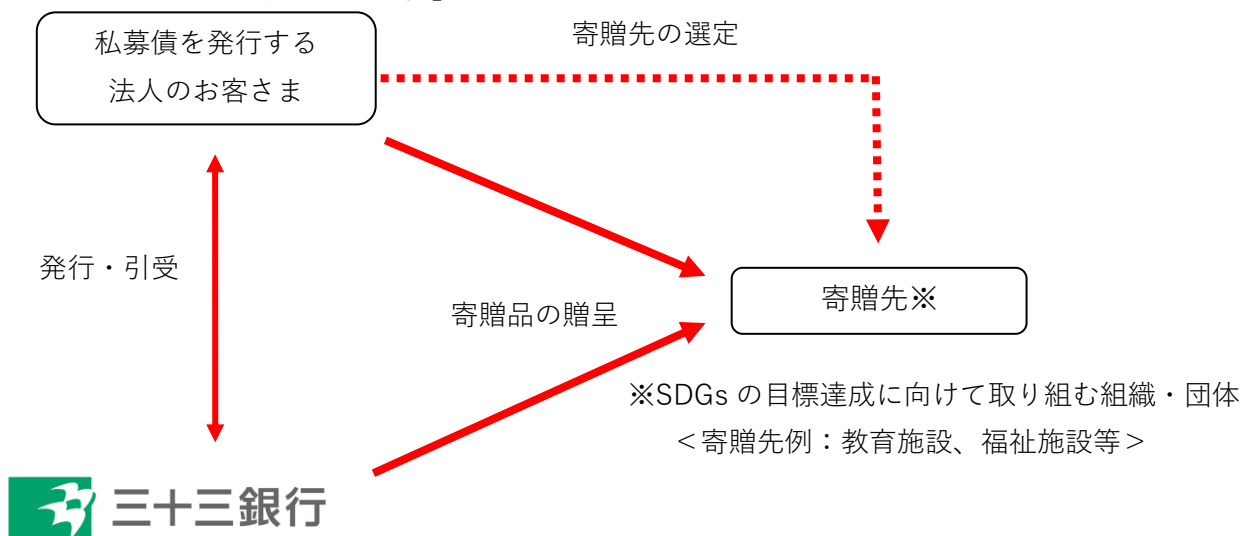 私募債を発行する
法人のお客さま
寄贈先の選定
発行・引受
寄贈先※
寄贈品の贈呈
※SDGs の目標達成に向けて取り組む組織・団体
＜寄贈先例：教育施設、福祉施設等＞
三十三銀行